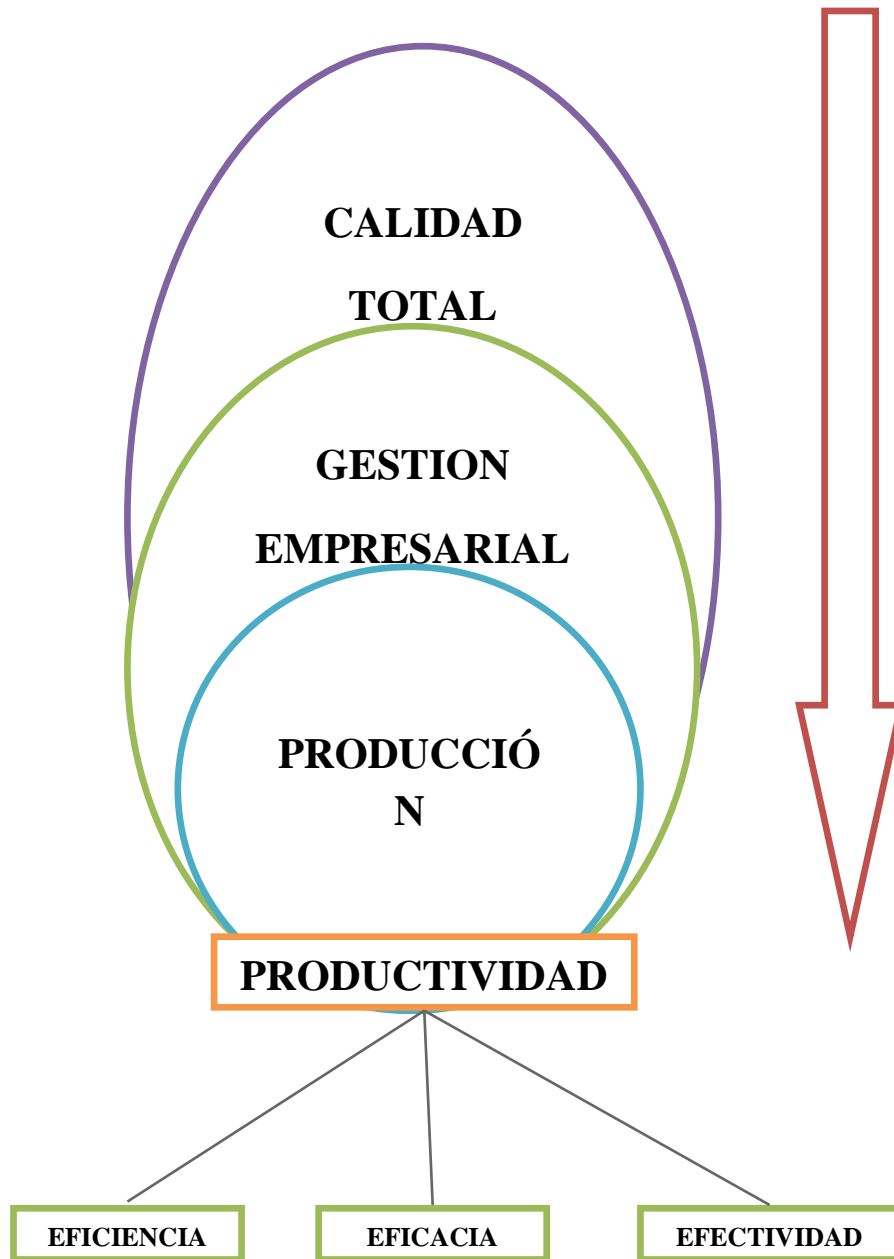 CALIDAD
TOTAL
GESTION
EMPRESARIAL
PRODUCCIÓ
N
PRODUCTIVIDAD
EFICIENCIA
EFICACIA
EFECTIVIDAD